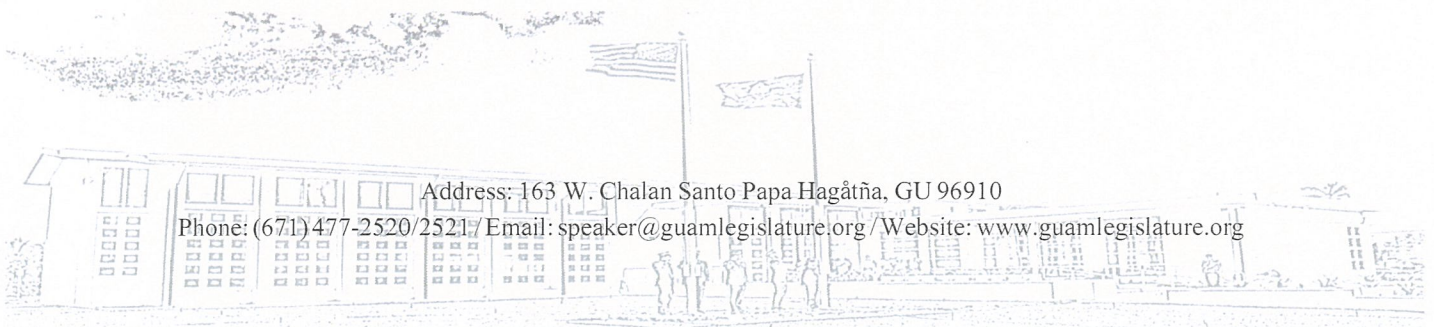 Address: 163 W. Chalan Santo Papa Hagåtña, GU 96910
Phone: (671) 477-2520/2521 / Email: speaker@guamlegislature.org / Website: www.guamlegislature.org